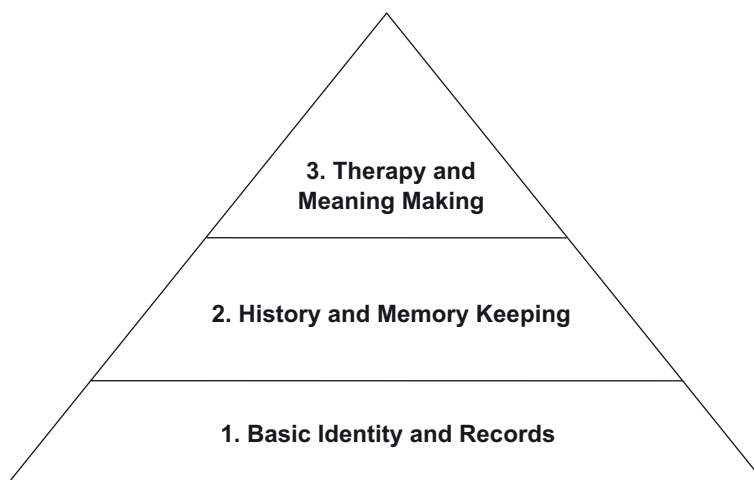 3. Therapy and
Meaning Making
2. History and Memory Keeping
1. Basic Identity and Records